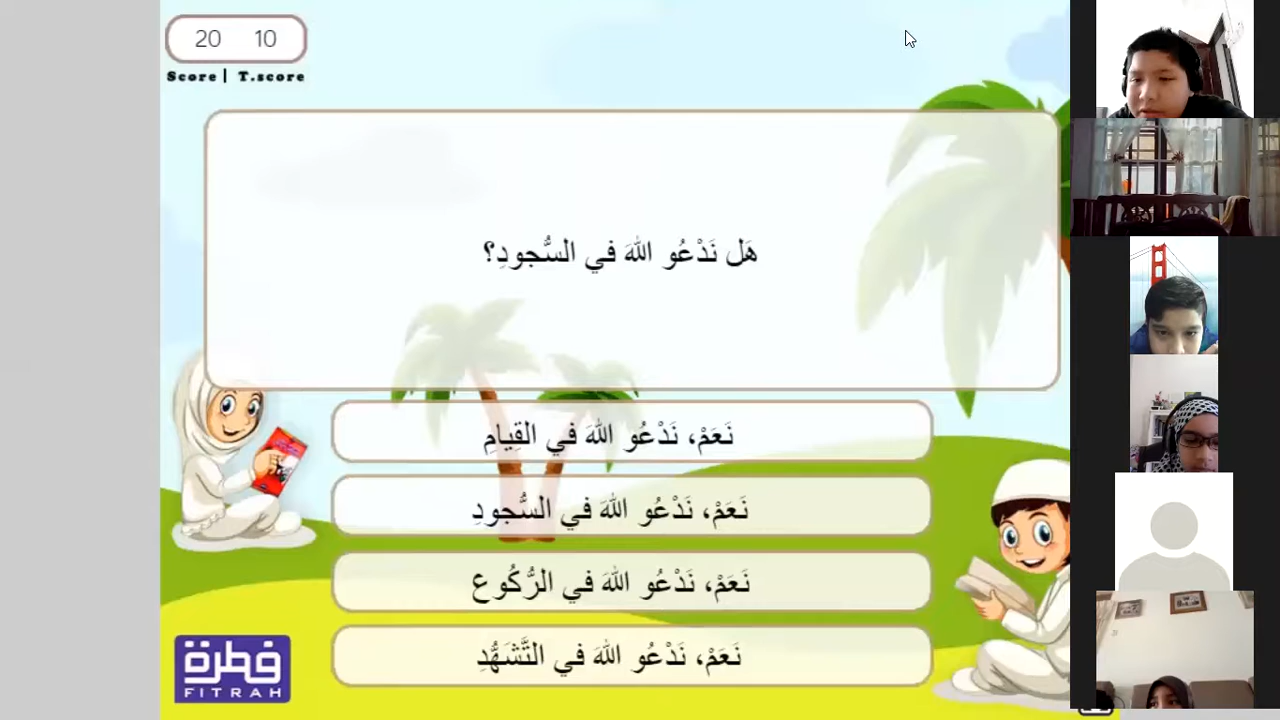 20 10
Score | T.score
هَل نَدْعُو اللهَ في السُّجودِ؟
نَعَمْ، نَدْعُو اللهَ في القِيامِ
نَعَمْ، نَدْعُو اللهَ في السُّجودِ
نَعَمْ، نَدْعُو اللهَ في الرُّكُوع
نَعَمْ، نَدْعُو اللهَ في التَّشَهُّدِ
فطرة
FITRAH